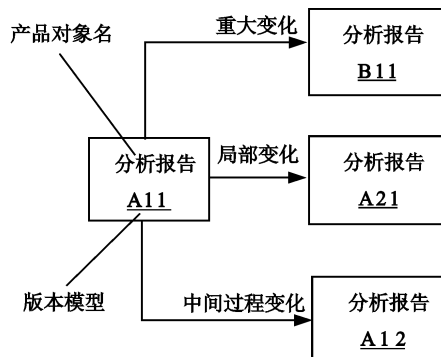 产品对象名
重大变化
分析报告
B11
分析报告
A11
局部变化
分析报告
A21
版本模型
中间过程变化
分析报告
A12